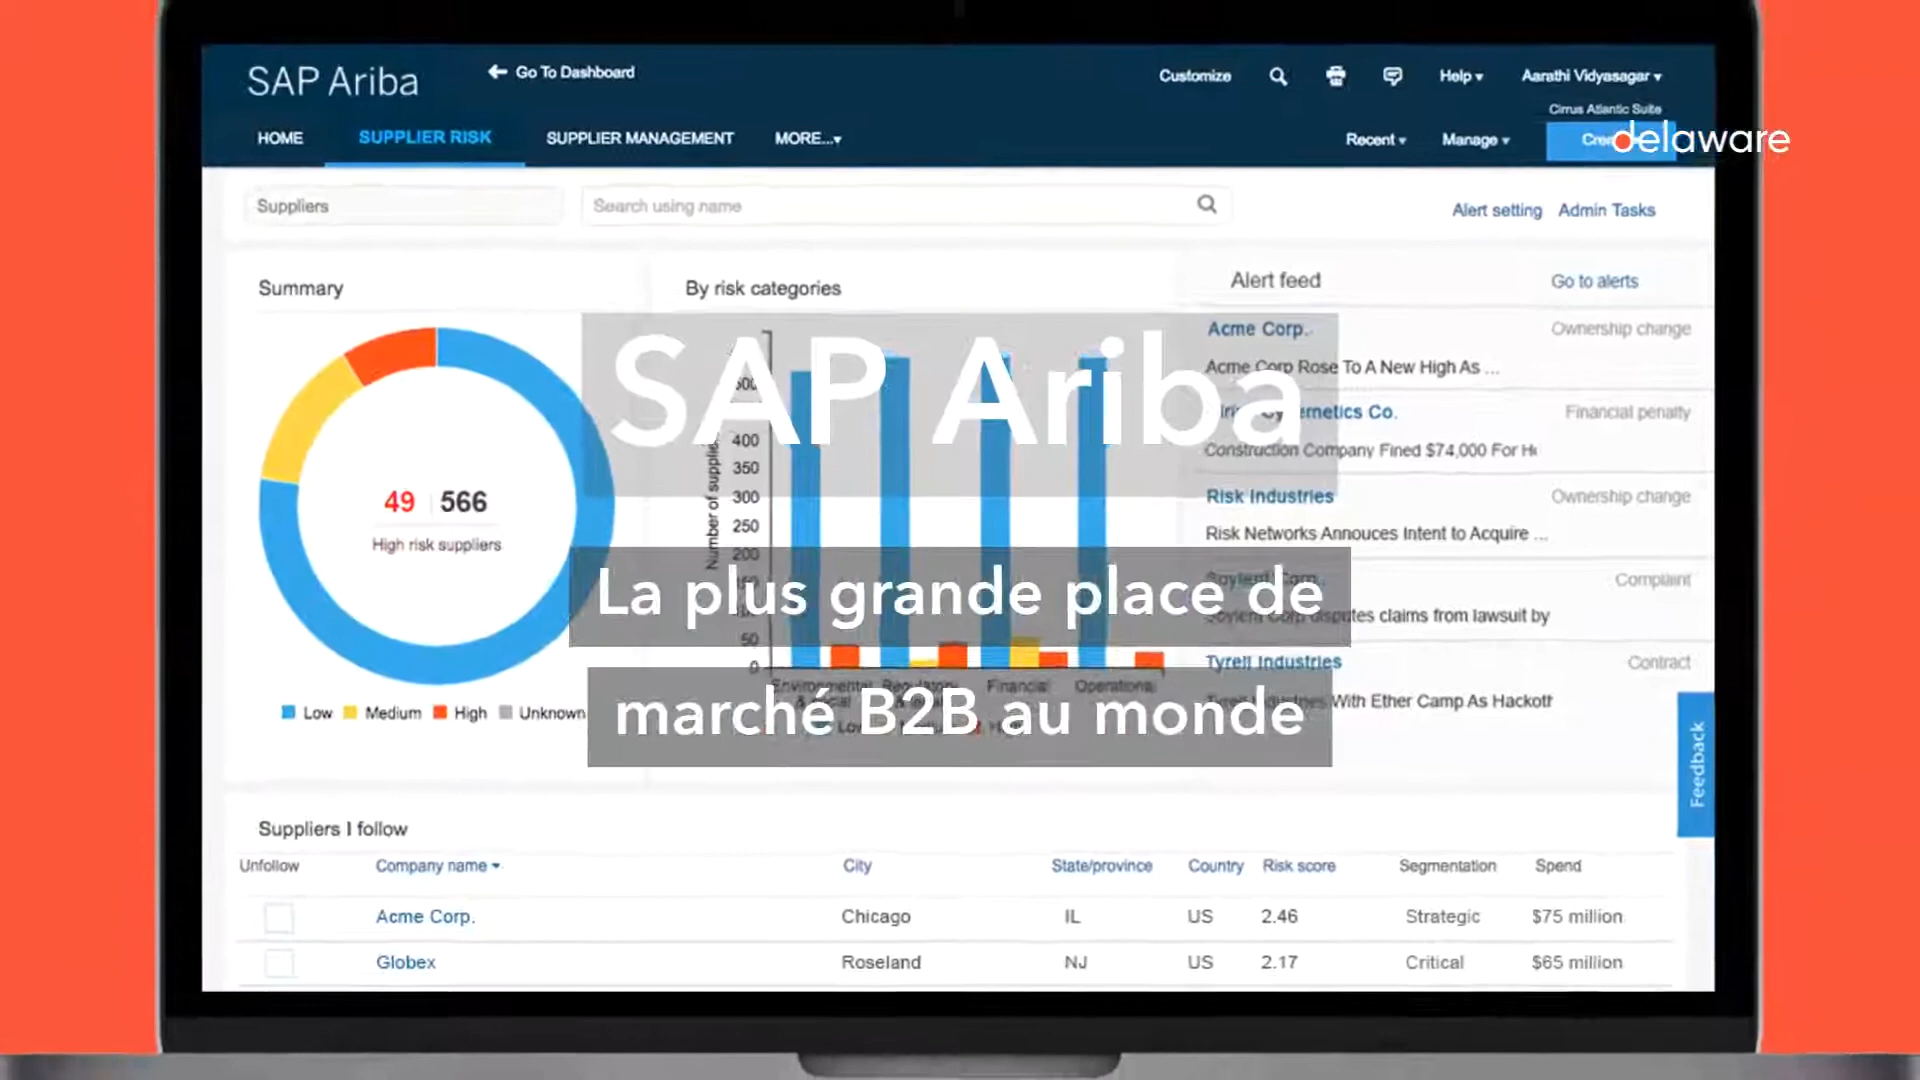 SAP Ariba
Go To Dashboard
Customize
Help
Aarathi Vidyasagar
Cirrus Atlantic Suite
HOME
SUPPLIER RISK
SUPPLIER MANAGEMENT
MORE...
Recent
Manage
delaware
Suppliers
Search using name
Alert setting
Admin Tasks
Summary
By risk categories
Alert feed
Go to alerts
SAP Ariba
Acme Corp.
Ownership change
Acme Corp Rose To A New High As ...
Financial penalty
Construction Company Fined $74,000 For
Risk Industries
Ownership change
Risk Networks Annouces Intent to Acquire ...
Complaint
claims from lawsuit by
Tyrell Industries
Contract
With Ether Camp As Hackott
49 566
High risk suppliers
Number of
400
350
300
250
200
50
0
Financial
Operational
La plus grande place de
marché B2B au monde
Low
Medium
High
Unknown
Feedback
Suppliers I follow
Unfollow Company name City State/province Country Risk score Segmentation Spend
Acme Corp. Chicago IL US 2.46 Strategic $75 million
Globex Roseland NJ US 2.17 Critical $65 million